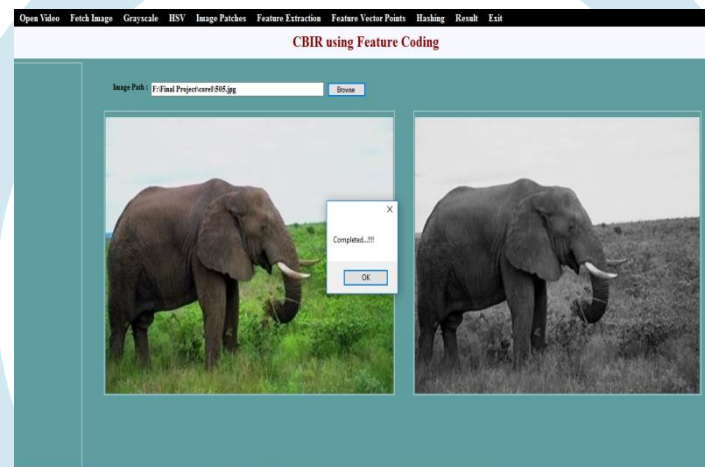 Open Video Fetch Image Grayscale HSV Image Patches Feature Extraction Feature Vector Points Hashing Result Exit
CBIR using Feature Coding
Image Path : F:\Final Project\corel\505.jpg Browse
X
Completed...!!!!
OK